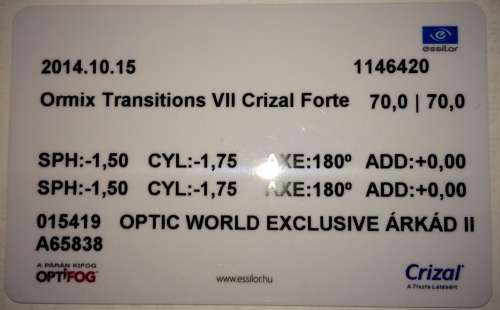 essilor
2014.10.15 1146420
Ormix Transitions VII Crizal Forte 70,0 | 70,0
SPH:-1,50 CYL:-1,75 AXE:180º ADD:+0,00
SPH:-1,50 CYL:-1,75 AXE:180º ADD:+0,00
015419 OPTIC WORLD EXCLUSIVE ÁRKÁD II
A65838
A PÁRÁN KIFOG
OPTIFOG
www.essilor.hu
Crizal
A Tiszta Látásért